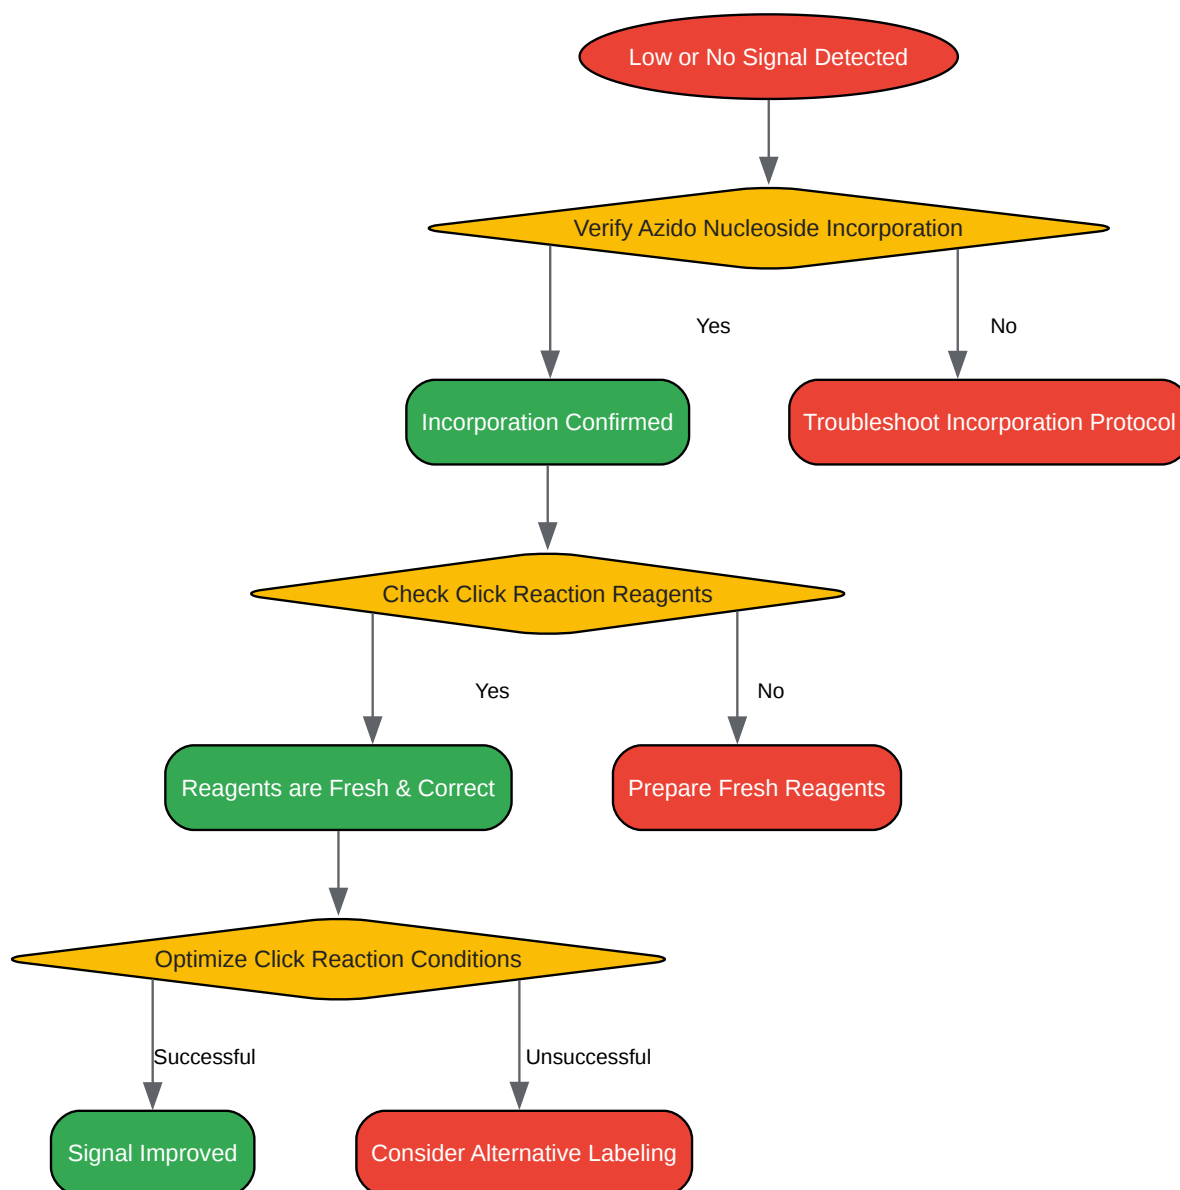 Low or No Signal Detected
Verify Azido Nucleoside Incorporation
Yes
No
Incorporation Confirmed
Troubleshoot Incorporation Protocol
Check Click Reaction Reagents
Yes
No
Reagents are Fresh & Correct
Prepare Fresh Reagents
Optimize Click Reaction Conditions
Successful
Unsuccessful
Signal Improved
Consider Alternative Labeling